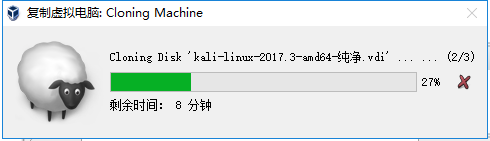 复制虚拟电脑: Cloning Machine
Cloning Disk 'kali-linux-2017.3-amd64-纯净.vdi' ... ... (2/3)
27%
剩余时间： 8 分钟